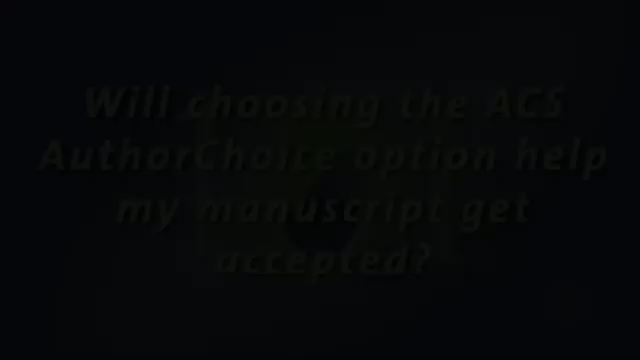 Will choosing the ACS
AuthorChoice option help
my manuscript get
accepted?